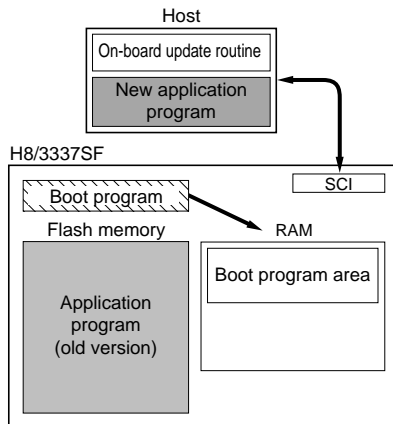 Host
On-board update routine
New application
program
H8/3337SF
SCI
Boot program
Flash memory
RAM
Boot program area
Application
program
(old version)